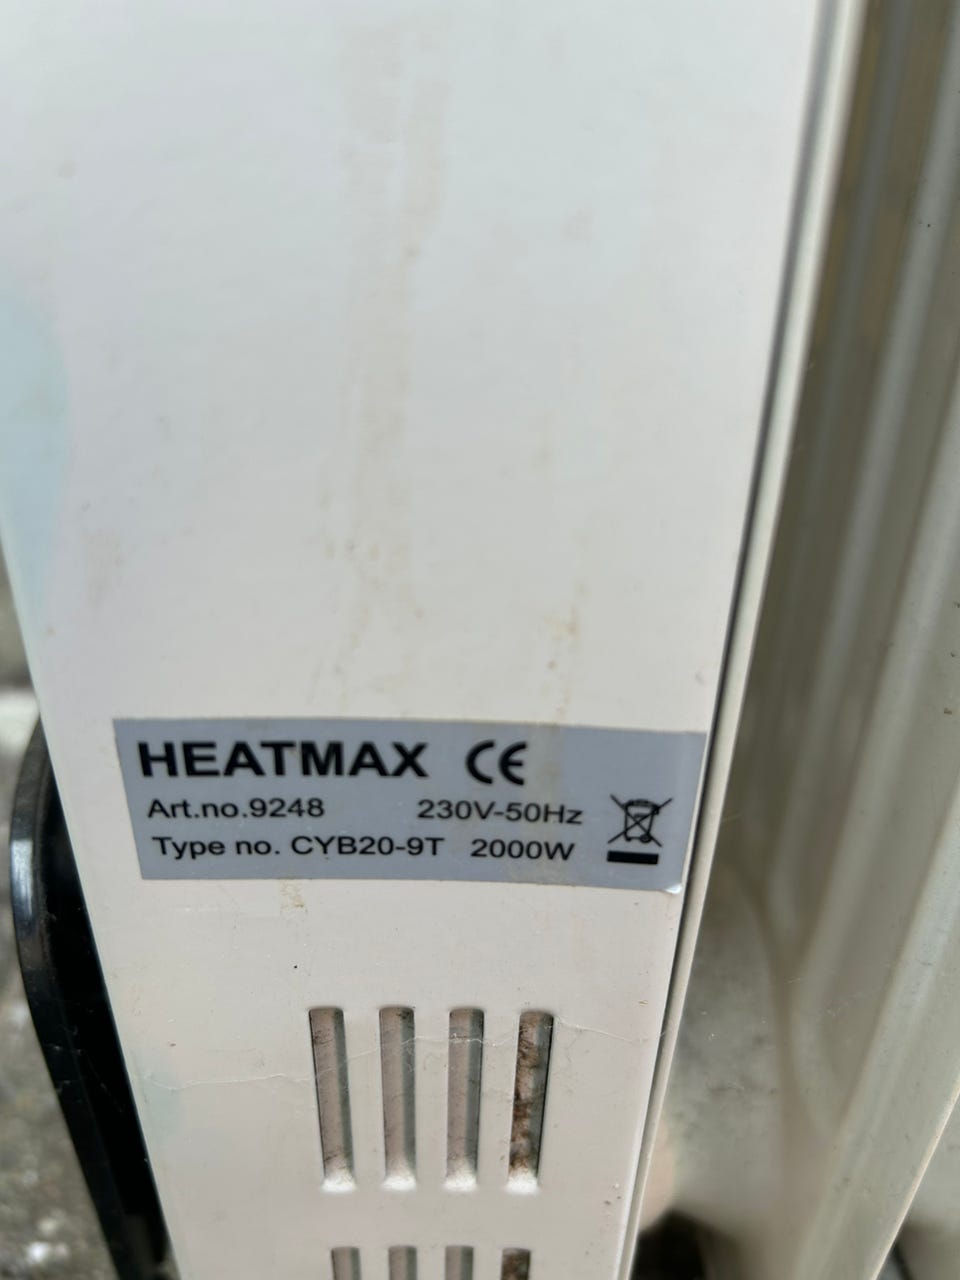 HEATMAX CE
Art.no.9248 230V-50Hz
Type no. CYB20-9T 2000W